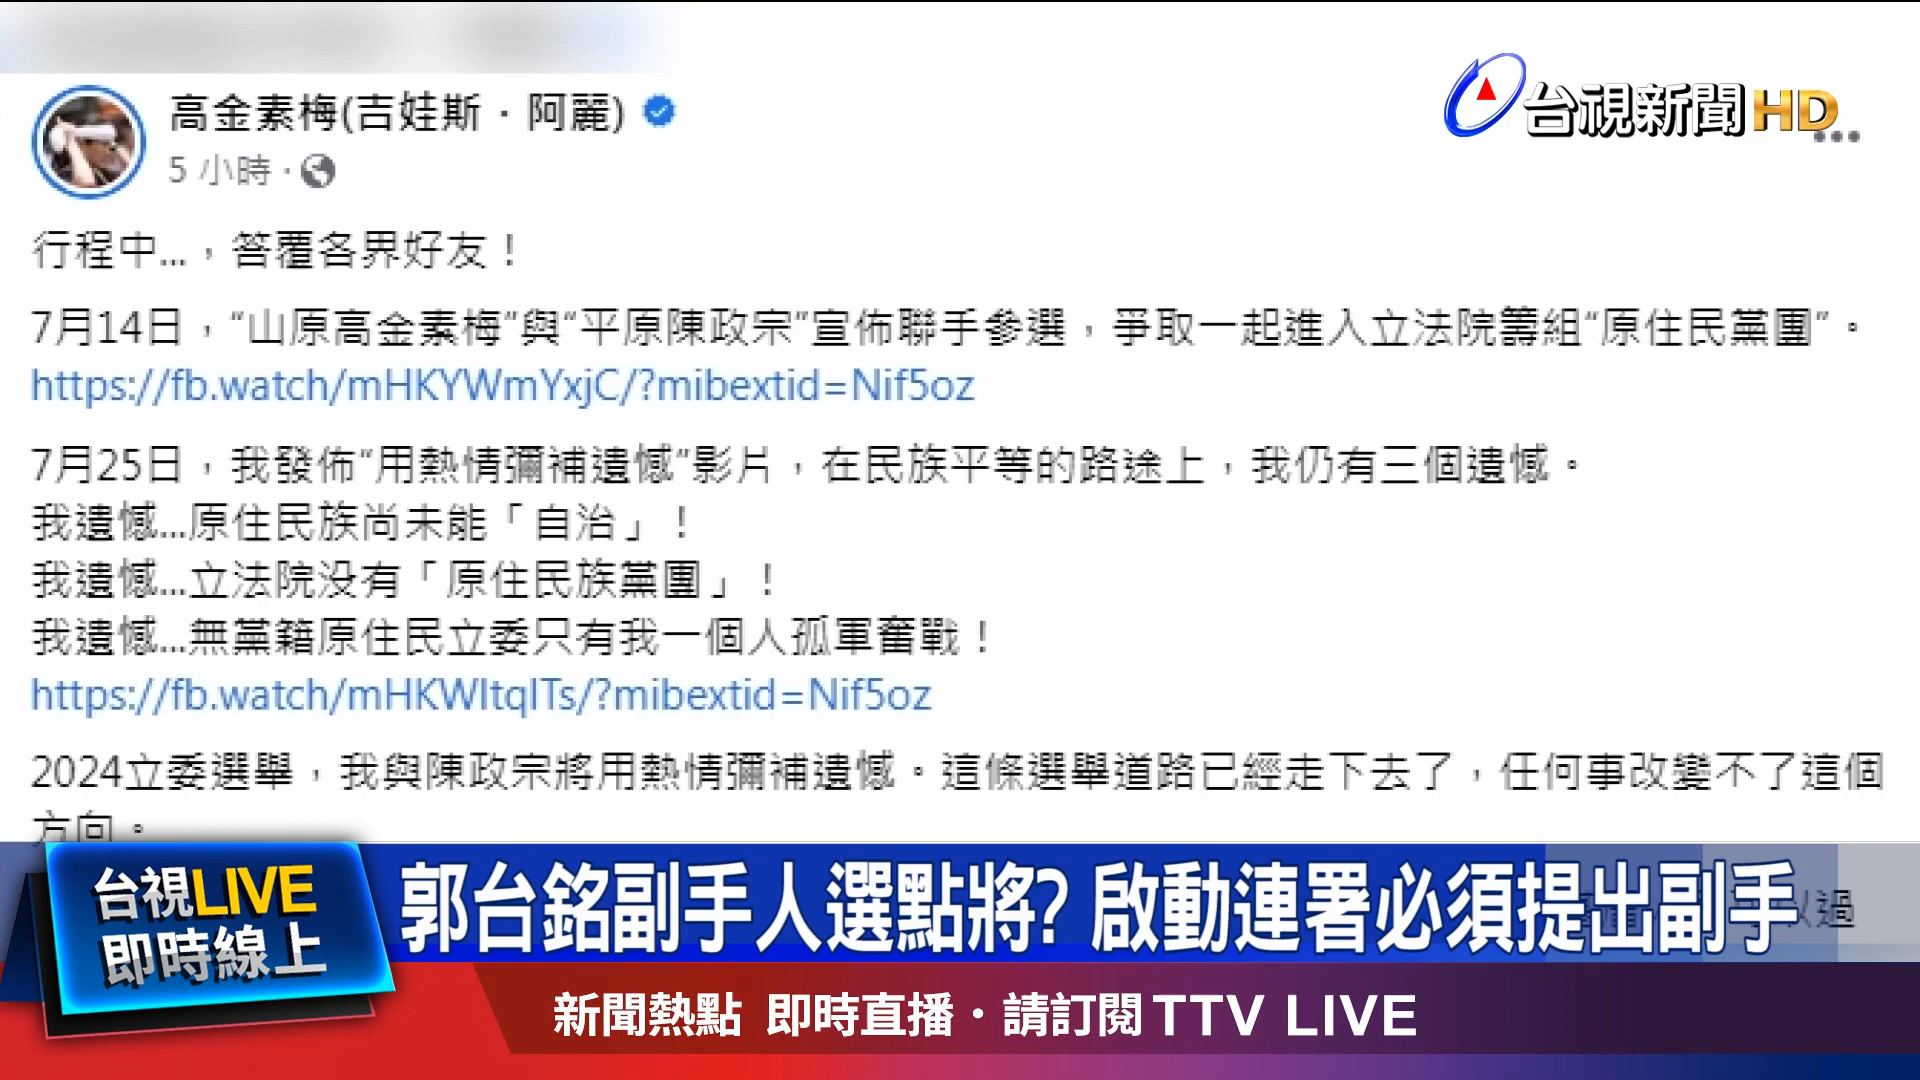 高金素梅(吉娃斯·阿麗)
台視新聞HD
5 小時·
行程中...，答覆各界好友！
7月14日，“山原高金素梅”與“平原陳政宗”宣佈聯手參選，爭取一起進入立法院籌組“原住民黨團”。
https://fb.watch/mHKYWmYxjC/?mibextid=Nif5oz
7月25日，我發佈“用熱情彌補遺憾”影片，在民族平等的路途上，我仍有三個遺憾。
我遺憾...原住民族尚未能「自治」！
我遺憾...立法院没有「原住民族黨團」！
我遺憾...無黨籍原住民立委只有我一個人孤軍奮戰！
https://fb.watch/mHKWItqITs/?mibextid=Nif5oz
2024立委選舉，我與陳政宗將用熱情彌補遺憾。這條選舉道路已經走下去了，任何事改變不了這個
方向。
台視LIVE
即時線上
郭台銘副手人選點將? 啟動連署必須提出副手
過
新聞熱點 即時直播·請訂閱TTV LIVE